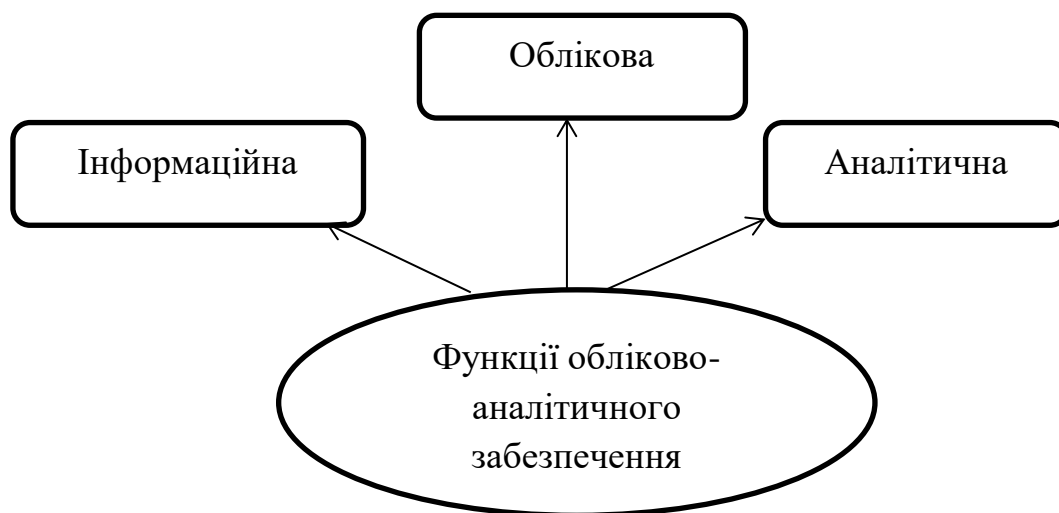 Облікова
Інформаційна
Аналітична
Функції обліково-
аналітичного
забезпечення